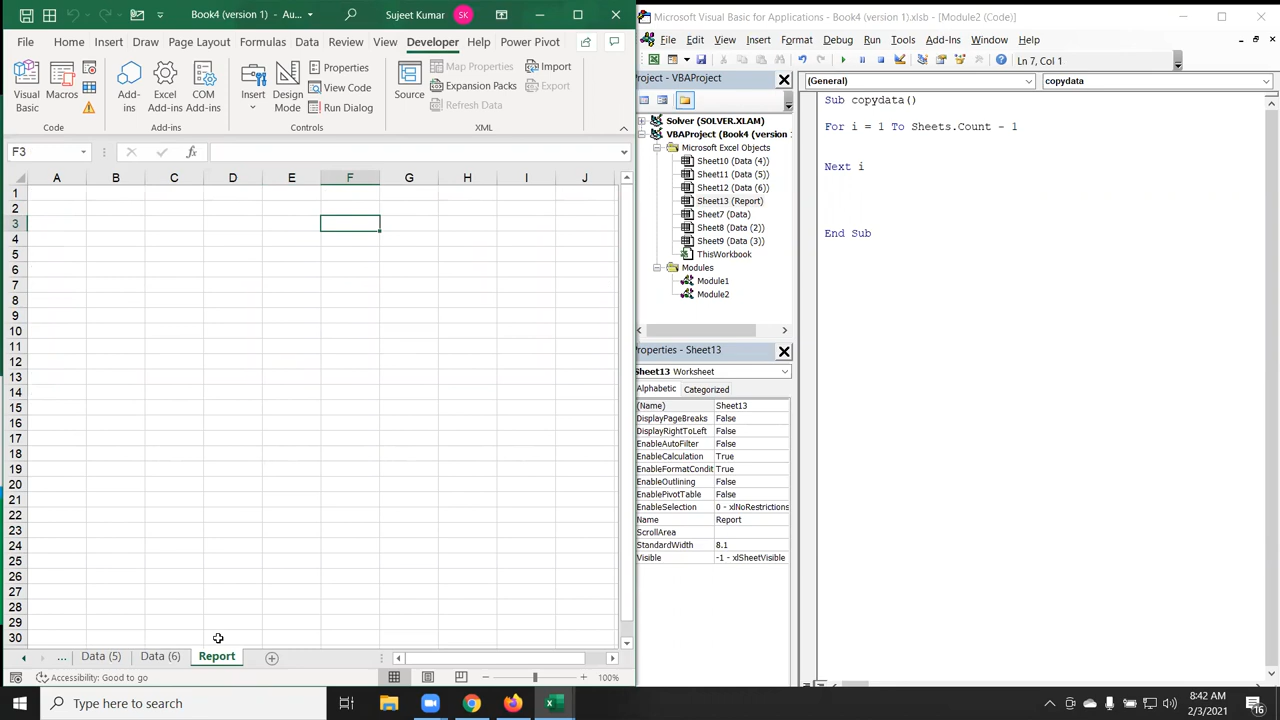 Book4 (version 1).xlsb - Excel
Sujeet Kumar SK
File Home Insert Draw Page Layout Formulas Data Review View Developer Help Power Pivot
Visual Basic
Macros
Add-ins
Excel Add-ins
COM Add-ins
Insert
Design Mode
Properties
View Code
Run Dialog
Source
Map Properties
Expansion Packs
Refresh Data
Import
Export
Code Add-ins Controls XML
F3
fx
C D E F G H I J
1
2
3
4
5
6
7
8
9
10
11
12
13
14
15
16
17
18
19
20
21
22
23
24
25
26
27
28
29
30
... Data (5) Data (6) Report
Accessibility: Good to go
100%
Microsoft Visual Basic for Applications - Book4 (version 1).xlsb - [Module2 (Code)]
File Edit View Insert Format Debug Run Tools Add-Ins Window Help
Ln 7, Col 1
Project - VBAProject
Solver (SOLVER.XLAM)
VBAProject (Book4 (version 1
Microsoft Excel Objects
Sheet10 (Data (4))
Sheet11 (Data (5))
Sheet12 (Data (6))
Sheet13 (Report)
Sheet7 (Data)
Sheet8 (Data (2))
Sheet9 (Data (3))
ThisWorkbook
Modules
Module1
Module2
Properties - Sheet13
Sheet13 Worksheet
Alphabetic Categorized
(Name) Sheet13
DisplayPageBreaks False
DisplayRightToLeft False
EnableAutoFilter False
EnableCalculation True
EnableFormatCondit True
EnableOutlining False
EnablePivotTable False
EnableSelection 0 - xlNoRestrictions
Name Report
ScrollArea
StandardWidth 8.1
Visible -1 - xlSheetVisible
(General) copydata
Sub copydata()
For i = 1 To Sheets.Count - 1
Next i
End Sub
Type here to search
8:42 AM
2/3/2021
16